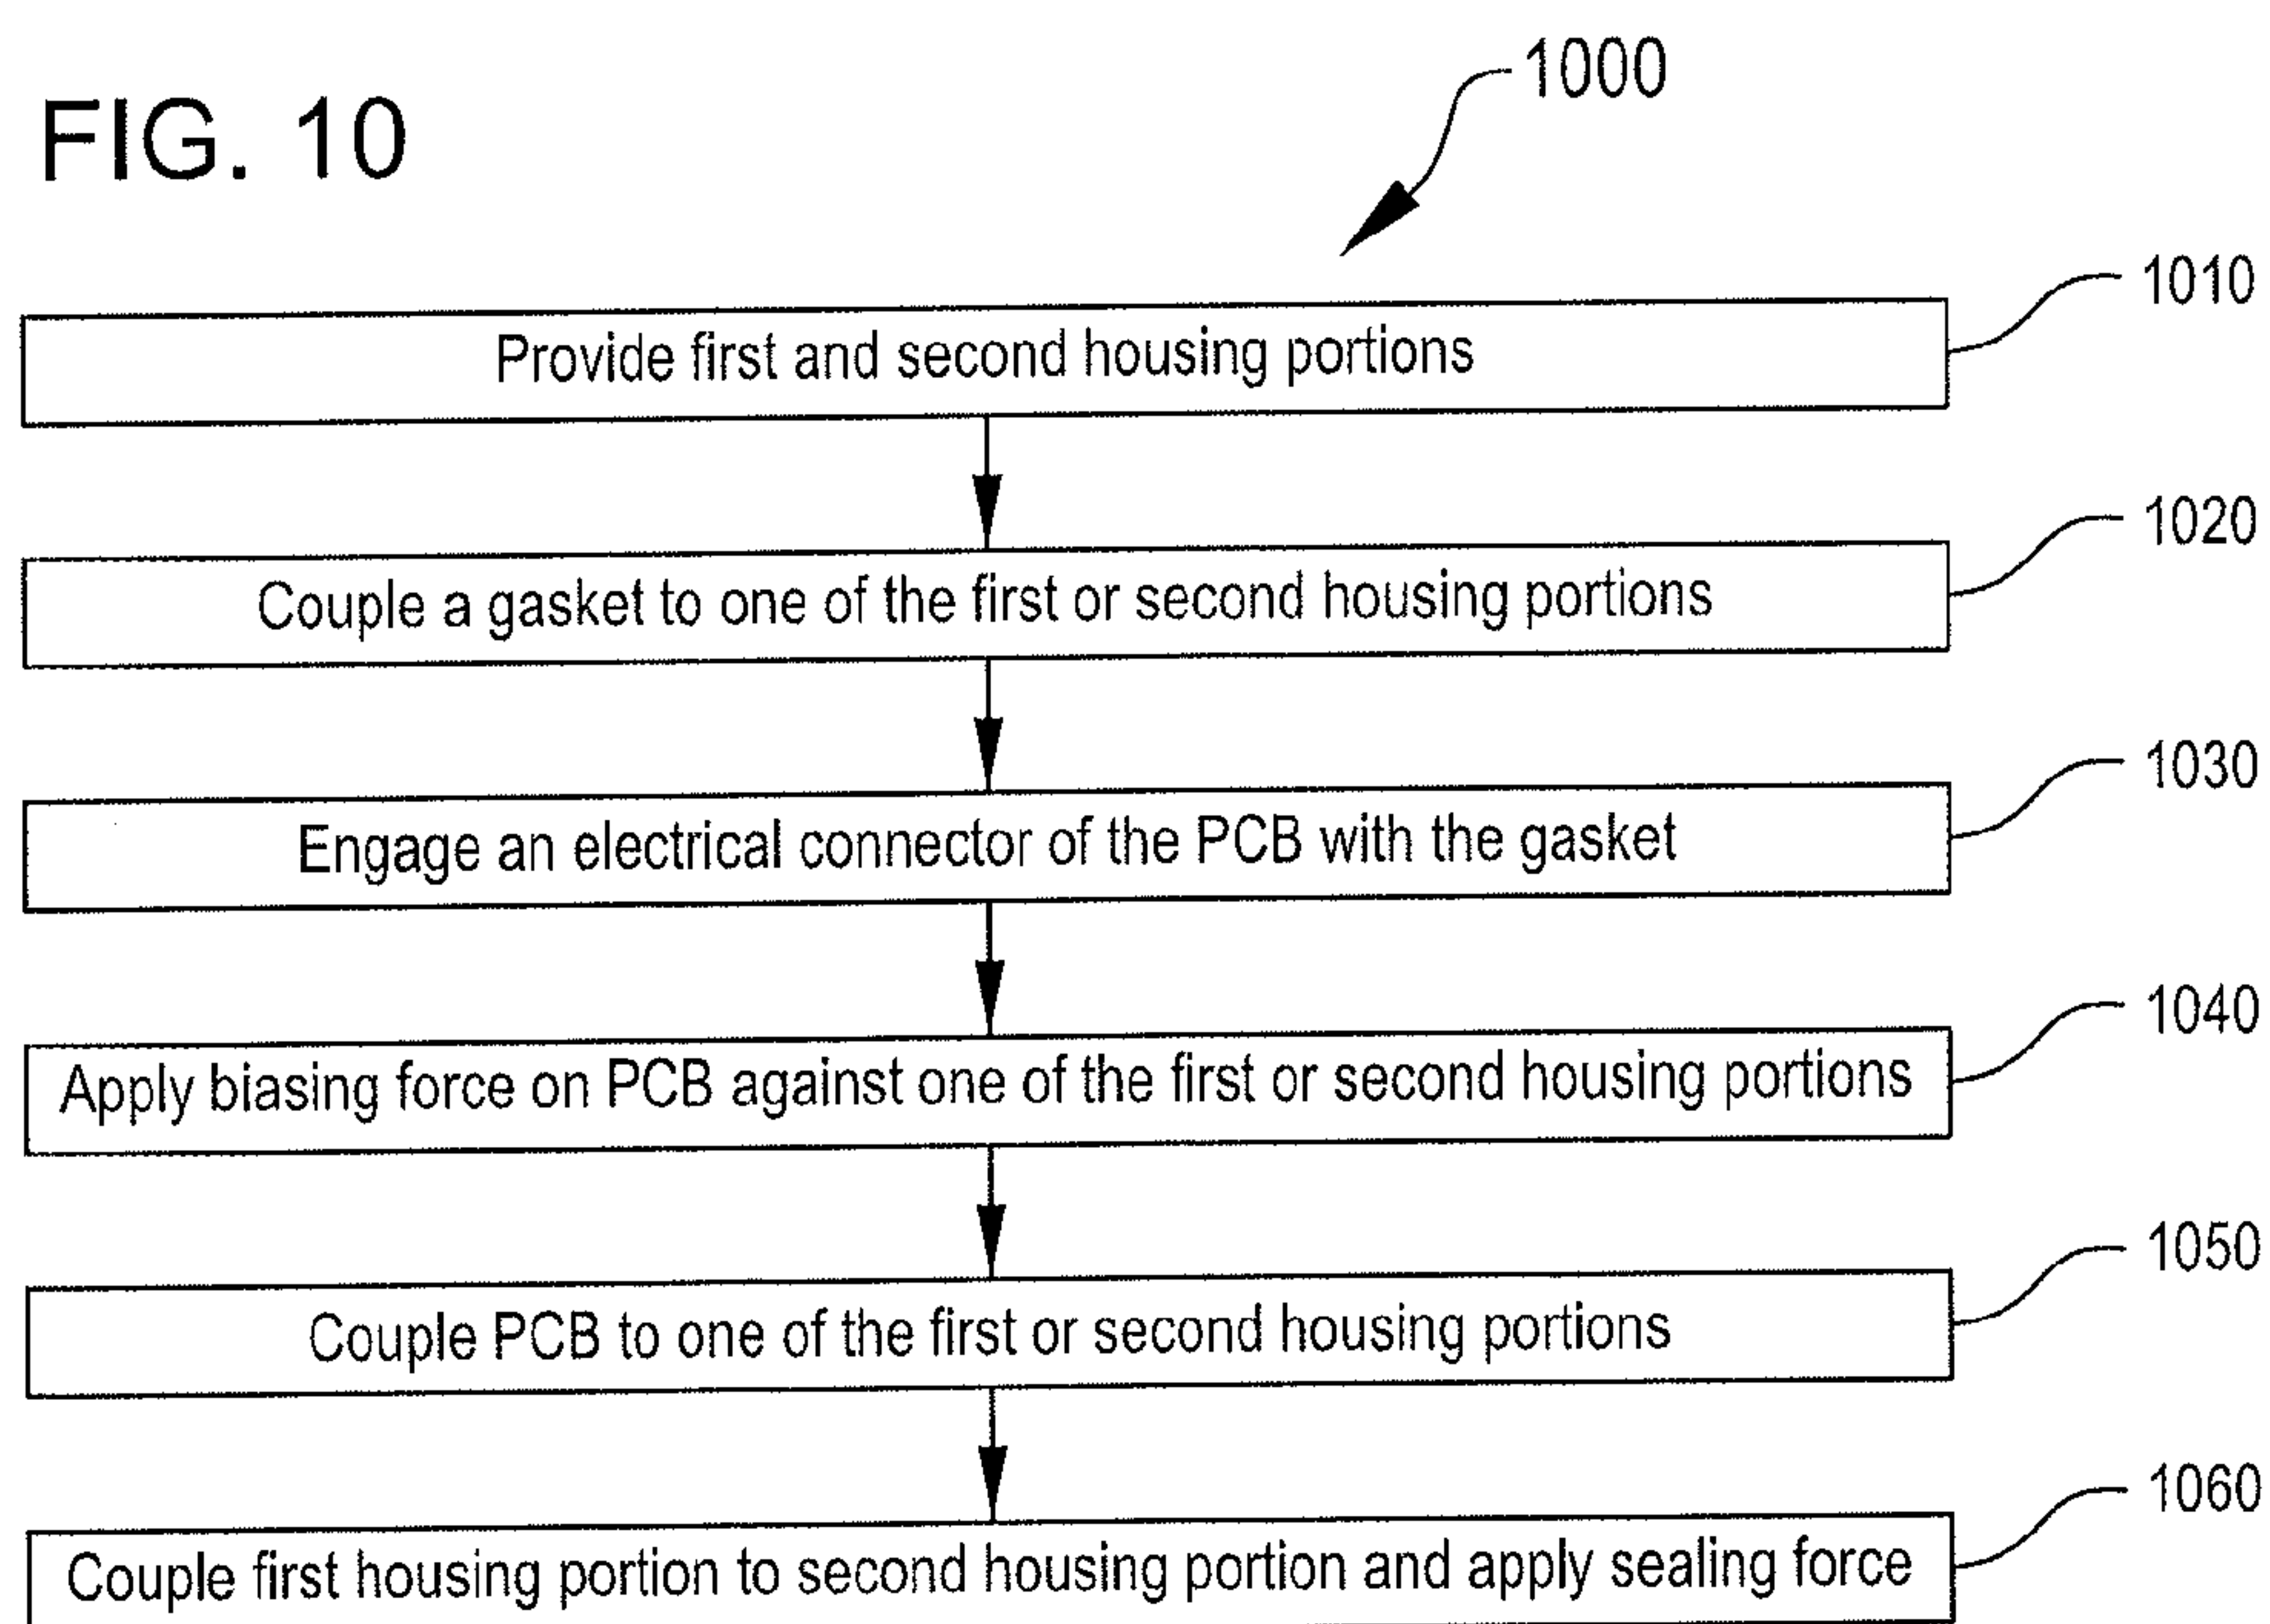 FIG. 10
1000
Provide first and second housing portions
1010
Couple a gasket to one of the first or second housing portions
1020
Engage an electrical connector of the PCB with the gasket
1030
Apply biasing force on PCB against one of the first or second housing portions
1040
Couple PCB to one of the first or second housing portions
1050
Couple first housing portion to second housing portion and apply sealing force
1060